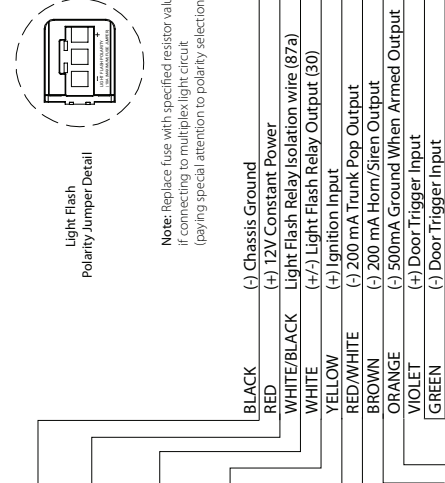 Light Flash
Polarity Jumper Detail
LIGHT FLASH POLARITY
Note: Replace fuse with specified resistor
if connecting to multiplex light circuit
(paying special attention to polarity
BLACK (-) Chassis Ground
RED (+) 12V Constant Power
WHITE/BLACK Light Flash Relay Isolation wire (87a)
WHITE (+/-) Light Flash Relay Output (30)
YELLOW (+) Ignition Input
RED/WHITE (-) 200 mA Trunk Pop Output
BROWN (-) 200 mA Horn/Siren Output
ORANGE (-) 500mA Ground When Armed Output
VIOLET (+) Door Trigger Input
GREEN (-) Door Trigger Input